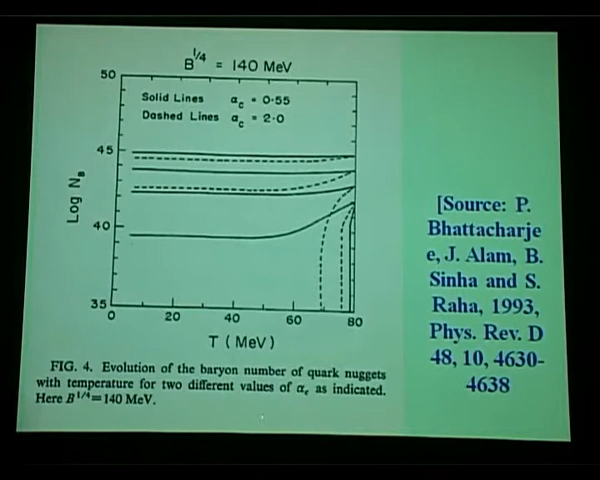 B^1/4 = 140 MeV
50
Solid Lines α_c = 0·55
Dashed Lines α_c = 2·0
45
Log N_B
40
35
0 20 40 60 80
T ( MeV )
FIG. 4. Evolution of the baryon number of quark nuggets
with temperature for two different values of α_c as indicated.
Here B^1/4=140 MeV.
[Source: P.
Bhattacharje
e, J. Alam, B.
Sinha and S.
Raha, 1993,
Phys. Rev. D
48, 10, 4630-
4638